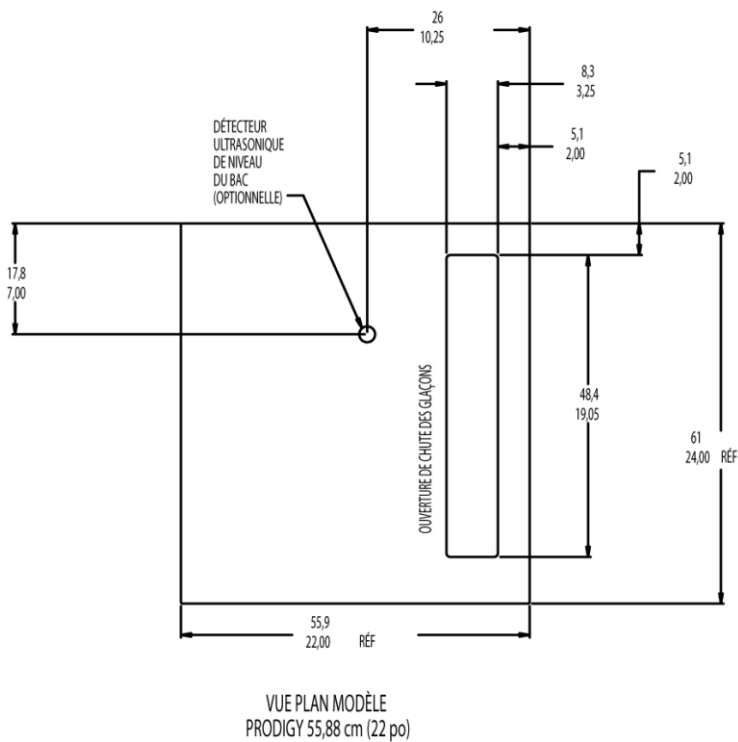 26
10,25
8,3
3,25
5,1
2,00
5,1
2,00
DÉTECTEUR
ULTRASONIQUE
DE NIVEAU
DU BAC
(OPTIONNELLE)
17,8
7,00
OUVERTURE DE CHUTE DES GLAÇONS
48,4
19,05
61
24,00 RÉF
55,9
22,00 RÉF
VUE PLAN MODÈLE
PRODIGY 55,88 cm (22 po)